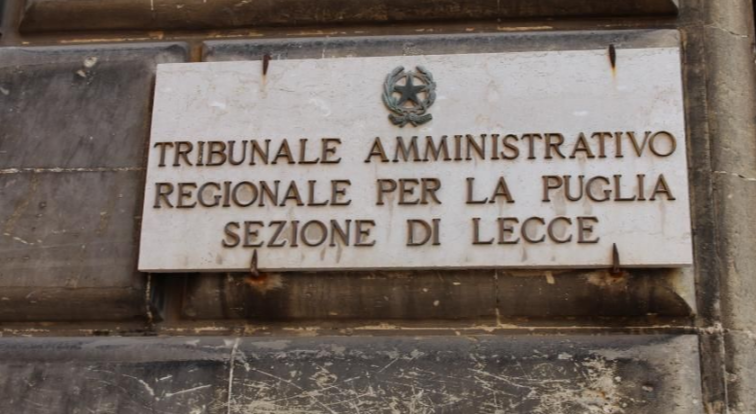 TRIBUNALE AMMINISTRATIVO
REGIONALE PER LA PUGLIA
SEZIONE DI LECCE